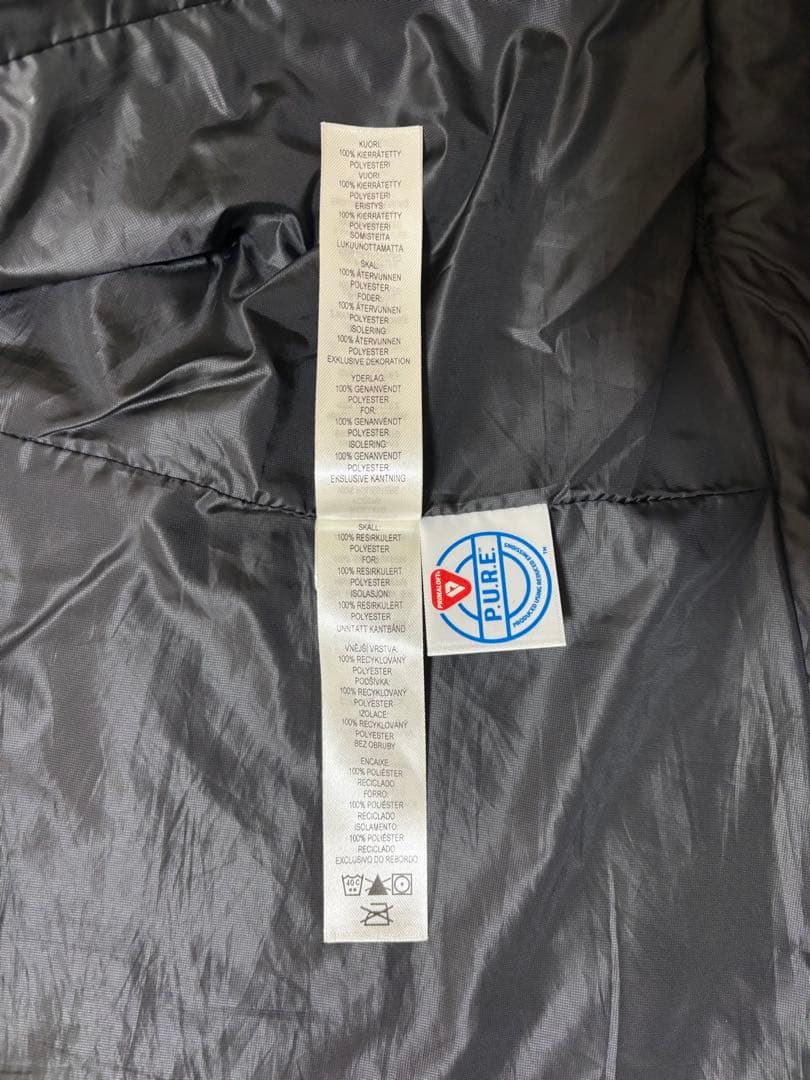 KUORI:
100% KIERRÄTETTY
POLYESTERI
VUORI:
100% KIERRÄTETTY
POLYESTERI
ERISTYS:
100% KIERRÄTETTY
POLYESTERI
SOMISTEITA
LUKUUNOTTAMATTA
SKAL:
100% ÅTERVUNNEN
POLYESTER
FODER:
100% ÅTERVUNNEN
POLYESTER
ISOLERING:
100% ÅTERVUNNEN
POLYESTER
EXKLUSIVE DEKORATION
YDERLAG:
100% GENANVENDT
POLYESTER
FOR:
100% GENANVENDT
POLYESTER
ISOLERING:
100% GENANVENDT
POLYESTER
EKSLUSIVE KANTNING
SKALL:
100% RESIRKULERT
POLYESTER
FOR:
100% RESIRKULERT
POLYESTER
ISOLASJON:
100% RESIRKULERT
POLYESTER
UNNTATT KANTBÅND
VNĚJŠÍ VRSTVA:
100% RECYKLOVANÝ
POLYESTER
PODŠÍVKA:
100% RECYKLOVANÝ
POLYESTER
IZOLACE:
100% RECYKLOVANÝ
POLYESTER
BEZ OBRUBY
ENCAIXE:
100% POLIÉSTER
RECICLADO
FORRO:
100% POLIÉSTER
RECICLADO
ISOLAMENTO:
100% POLIÉSTER
RECICLADO
EXCLUSIVO DO REBORDO
40 C
PRIMALOFT
P.U.R.E.™
PRODUCED USING REDUCED EMISSIONS
™